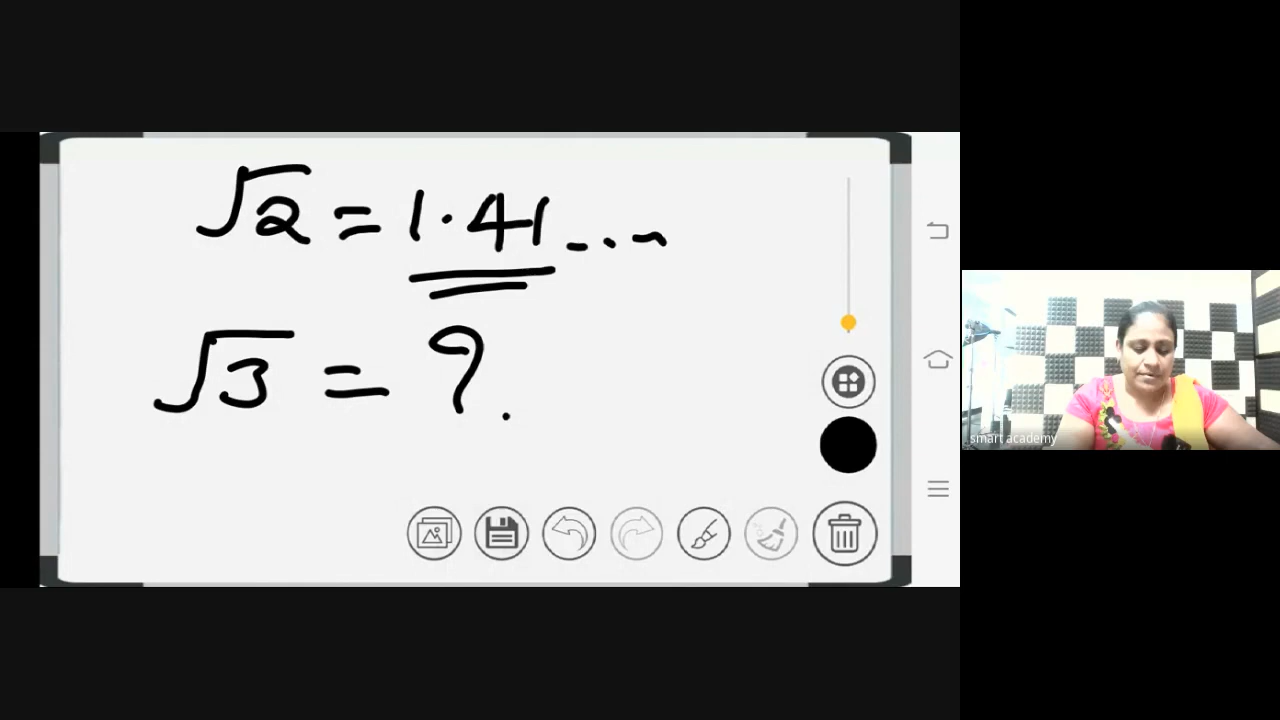 √2 = 1.41...
√3 = ?
smart academy